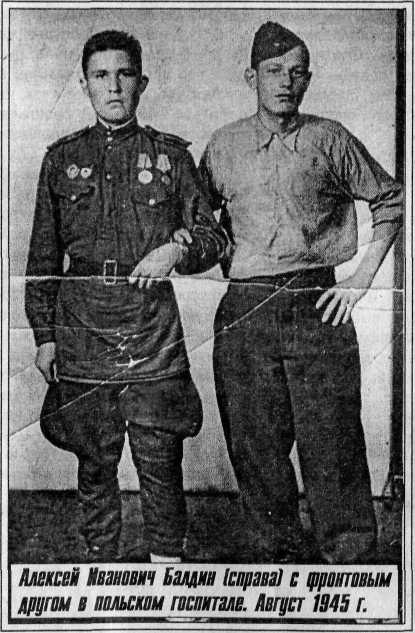 Алексей Иванович Балдин (справа) с фронтовым
другом в польском госпитале. Август 1945 г.